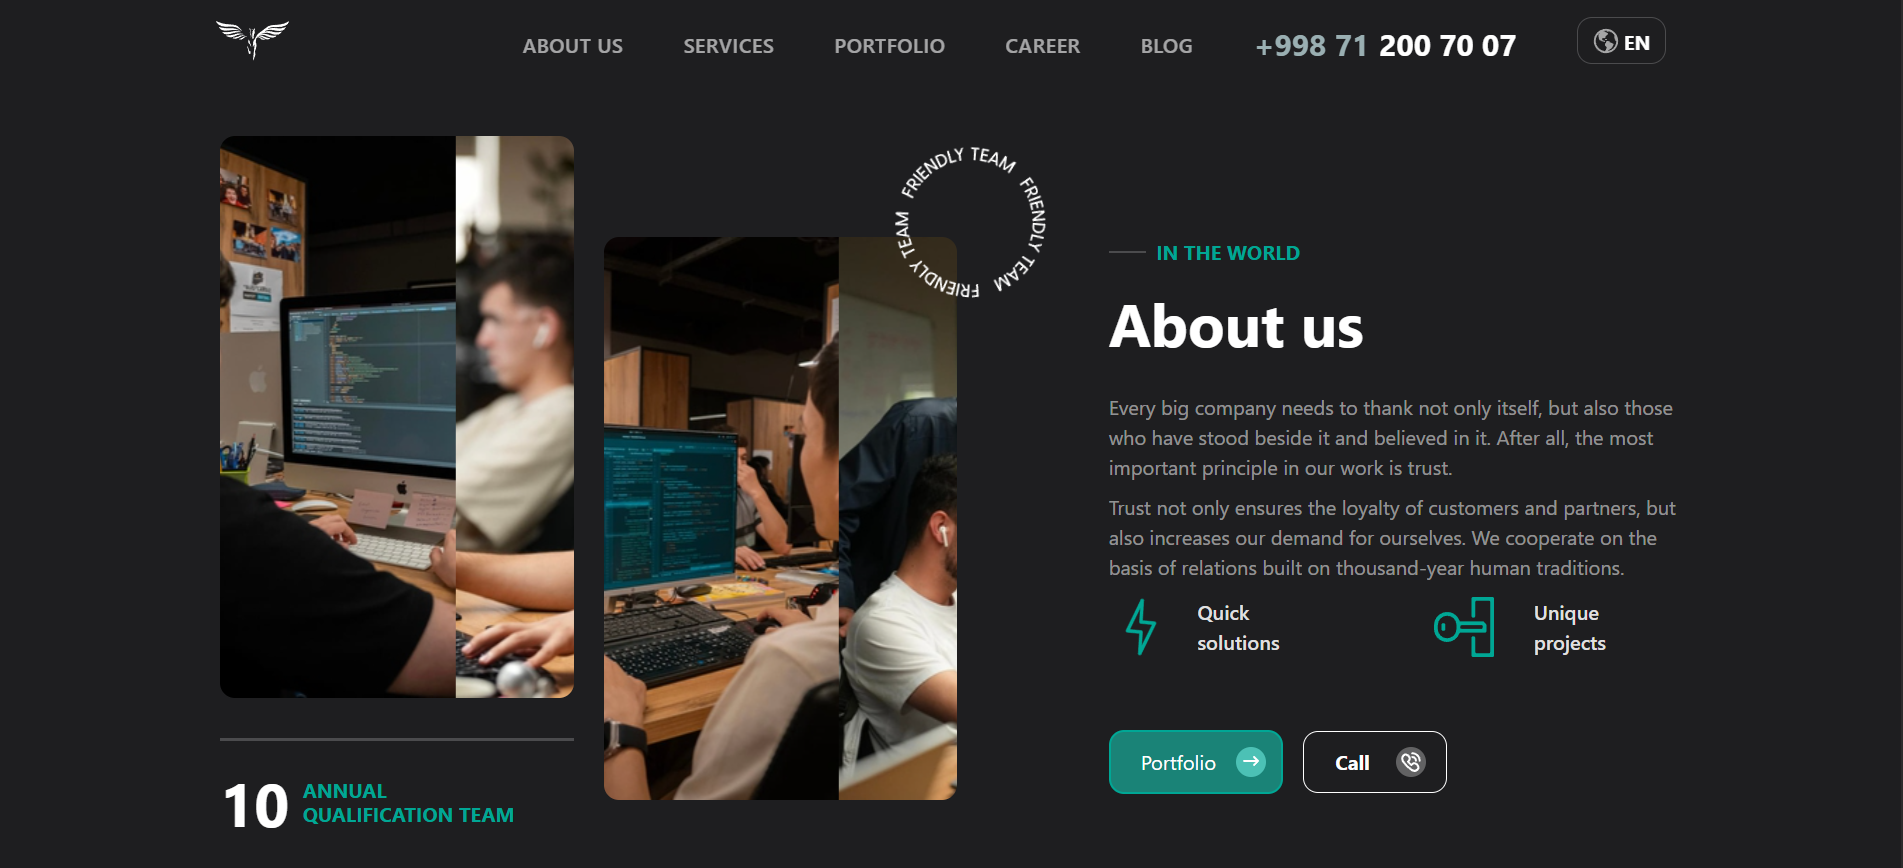 ABOUT US
SERVICES
PORTFOLIO
CAREER
BLOG
+998 71 200 70 07
EN
FRIENDLY TEAM FRIENDLY TEAM FRIENDLY TEAM FRIENDLY TEAM
IN THE WORLD
About us
Every big company needs to thank not only itself, but also those
who have stood beside it and believed in it. After all, the most
important principle in our work is trust.
Trust not only ensures the loyalty of customers and partners, but
also increases our demand for ourselves. We cooperate on the
basis of relations built on thousand-year human traditions.
Quick
solutions
Unique
projects
Portfolio
Call
10
ANNUAL
QUALIFICATION TEAM